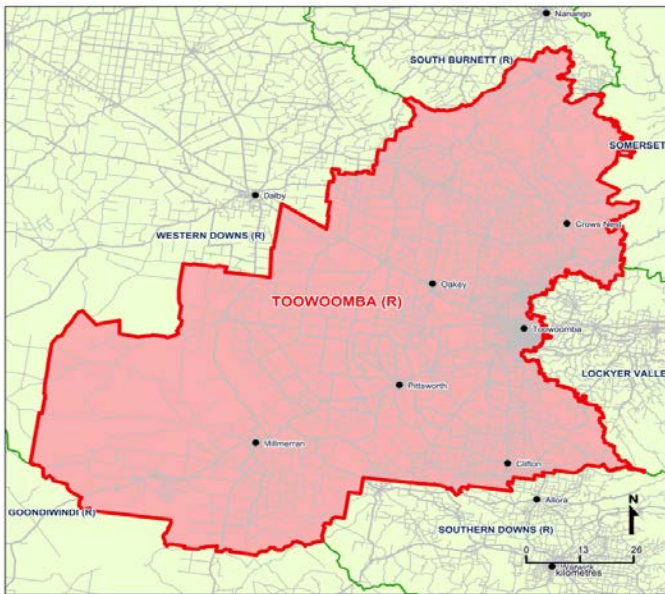 Nanango
SOUTH BURNETT (R)
SOMERSET
Dalby
Crows Nest
WESTERN DOWNS (R)
Oakey
TOOWOOMBA (R)
Toowoomba
LOCKYER VALLE
Pittsworth
Millmerran
Clifton
Allora
N
GOONDIWINDI (R)
SOUTHERN DOWNS (R)
0 13 26
Warwick
kilometres